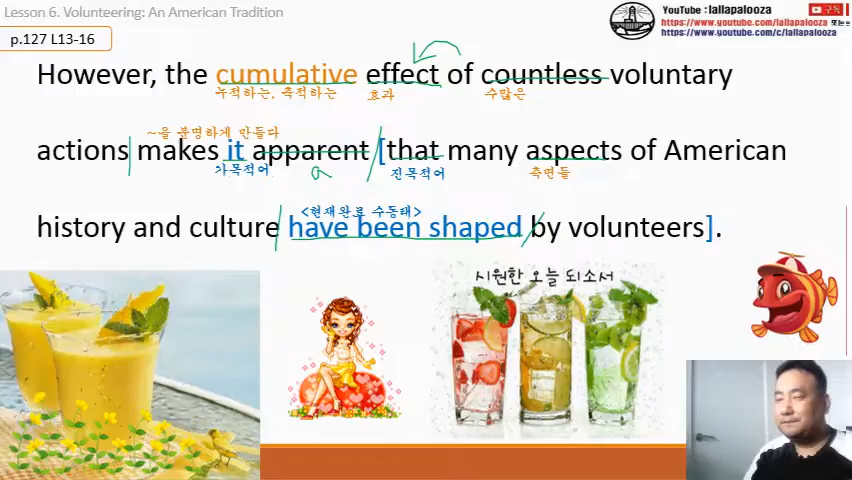 Lesson 6. Volunteering: An American Tradition
YouTube : lallapalooza
구독
https://www.youtube.com/lallapalooza 또는
https://www.youtube.com/c/lallapalooza
p.127 L13-16
However, the cumulative effect of countless voluntary
누적하는, 축적하는 효과 수많은
~을 분명하게 만들다
actions makes it apparent [that many aspects of American
가목적어 a 진목적어 측면들
<현재완료 수동태>
history and culture have been shaped by volunteers].
시원한 오늘 되소서